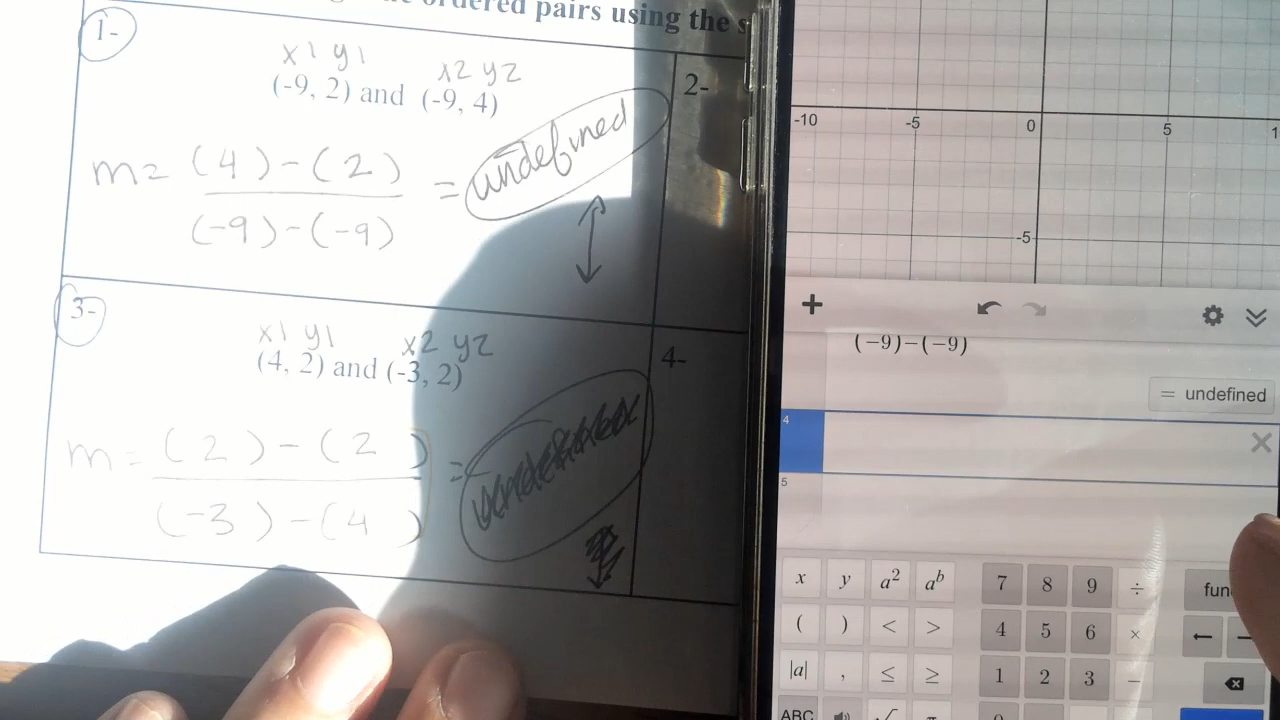 ordered pairs using the
1-
x1 y1 x2 y2
(-9, 2) and (-9, 4)
m= (4)-(2)
(-9)-(-9)
= undefined
2-
3-
x1 y1 x2 y2
(4, 2) and (-3, 2)
m= (2)-(2)
(-3)-(4)
=
4-
-10 -5 0 5
-5
+
(−9)−(−9)
= undefined
4
5
x y a² aᵇ 7 8 9 ÷ fun
( ) < > 4 5 6 ×
|a| , ≤ ≥ 1 2 3 −
ABC